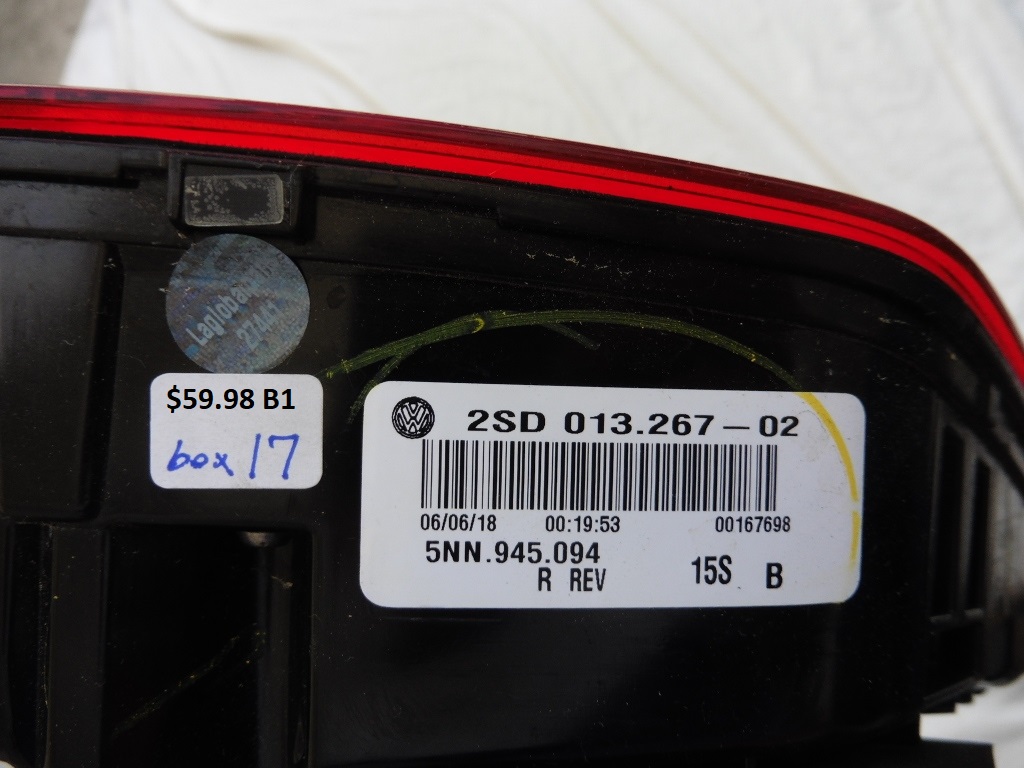 $59.98 B1
box 17
2SD 013.267-02
06/06/18 00:19:53 00167698
5NN.945.094
R REV 15S B